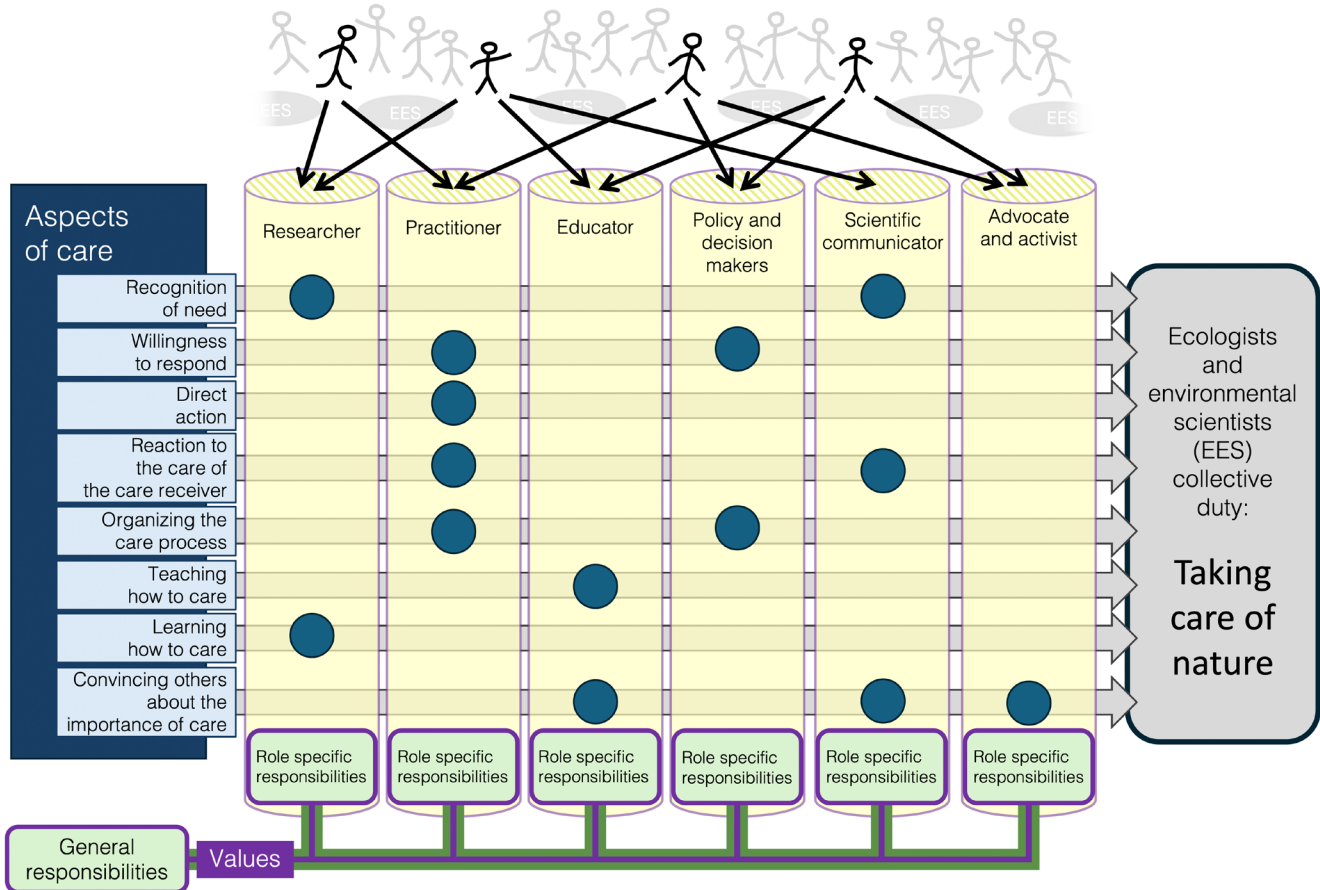 EES
EES
EES
EES
EES
EES
Aspects
of care
Researcher
Practitioner
Educator
Policy and
decision
makers
Scientific
communicator
Advocate
and activist
Recognition
of need
Willingness
to respond
Direct
action
Reaction to
the care of
the care receiver
Organizing the
care process
Teaching
how to care
Learning
how to care
Convincing others
about the
importance of care
Ecologists
and
environmental
scientists
(EES)
collective
duty:
Taking
care of
nature
Role specific
responsibilities
Role specific
responsibilities
Role specific
responsibilities
Role specific
responsibilities
Role specific
responsibilities
Role specific
responsibilities
General
responsibilities
Values